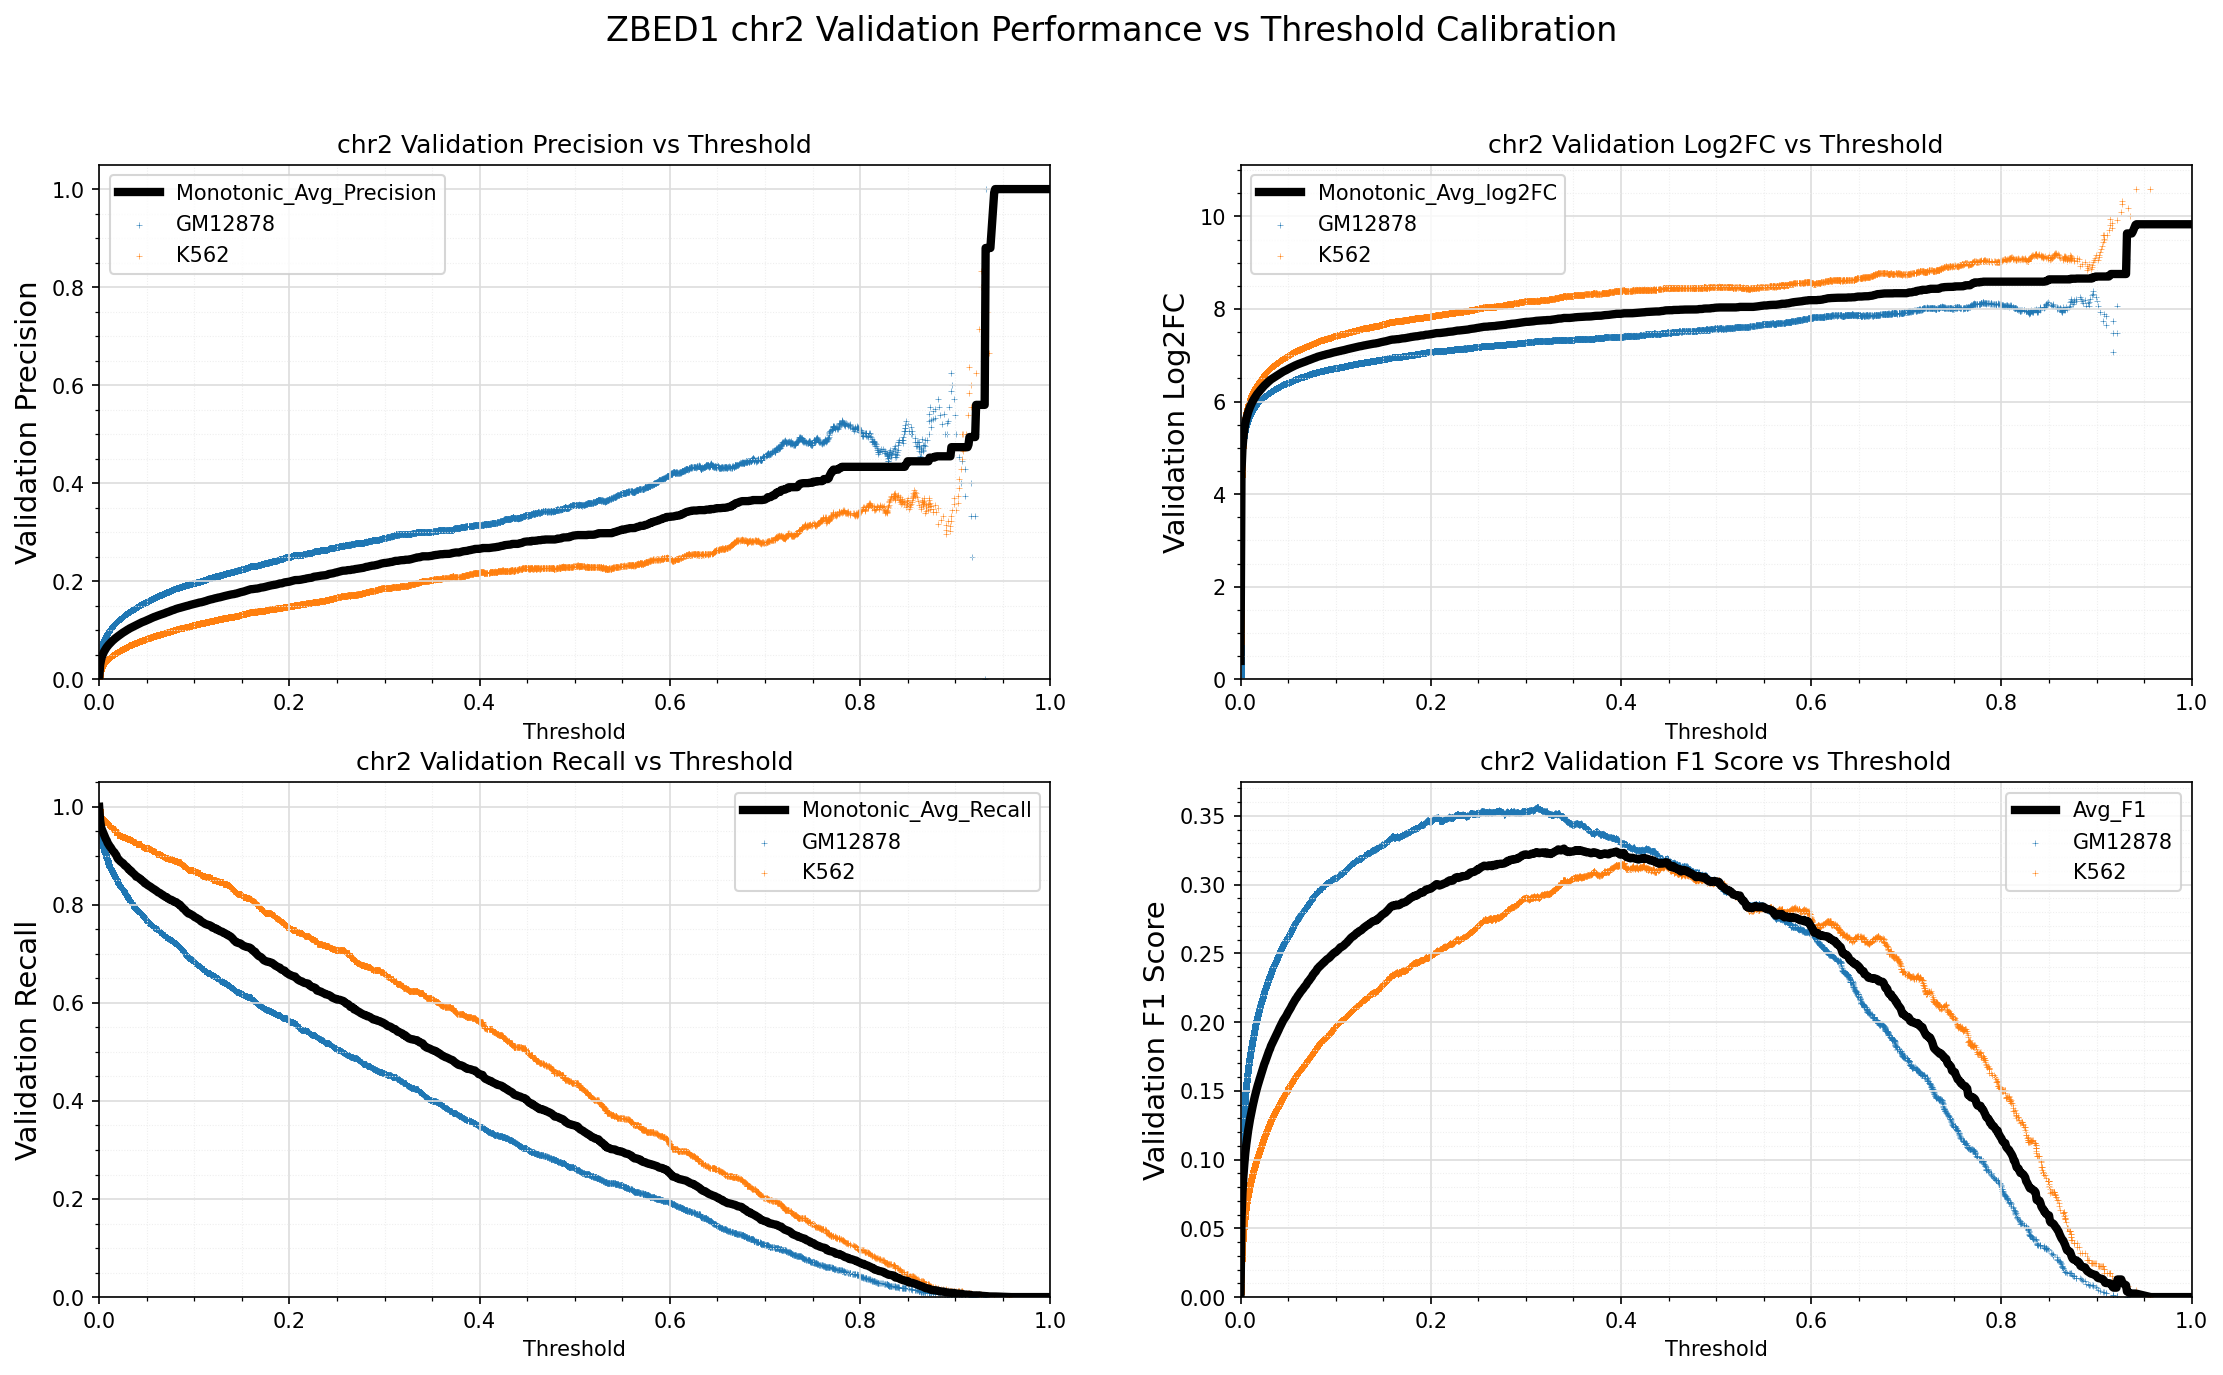 ZBED1 chr2 Validation Performance vs Threshold Calibration
chr2 Validation Precision vs Threshold
Monotonic_Avg_Precision
GM12878
K562
Validation Precision
1.0
0.8
0.6
0.4
0.2
0.0
0.0 0.2 0.4 0.6 0.8 1.0
Threshold
chr2 Validation Log2FC vs Threshold
Monotonic_Avg_log2FC
GM12878
K562
Validation Log2FC
10
8
6
4
2
0
0.0 0.2 0.4 0.6 0.8 1.0
Threshold
chr2 Validation Recall vs Threshold
Monotonic_Avg_Recall
GM12878
K562
Validation Recall
1.0
0.8
0.6
0.4
0.2
0.0
0.0 0.2 0.4 0.6 0.8 1.0
Threshold
chr2 Validation F1 Score vs Threshold
Avg_F1
GM12878
K562
Validation F1 Score
0.35
0.30
0.25
0.20
0.15
0.10
0.05
0.00
0.0 0.2 0.4 0.6 0.8 1.0
Threshold